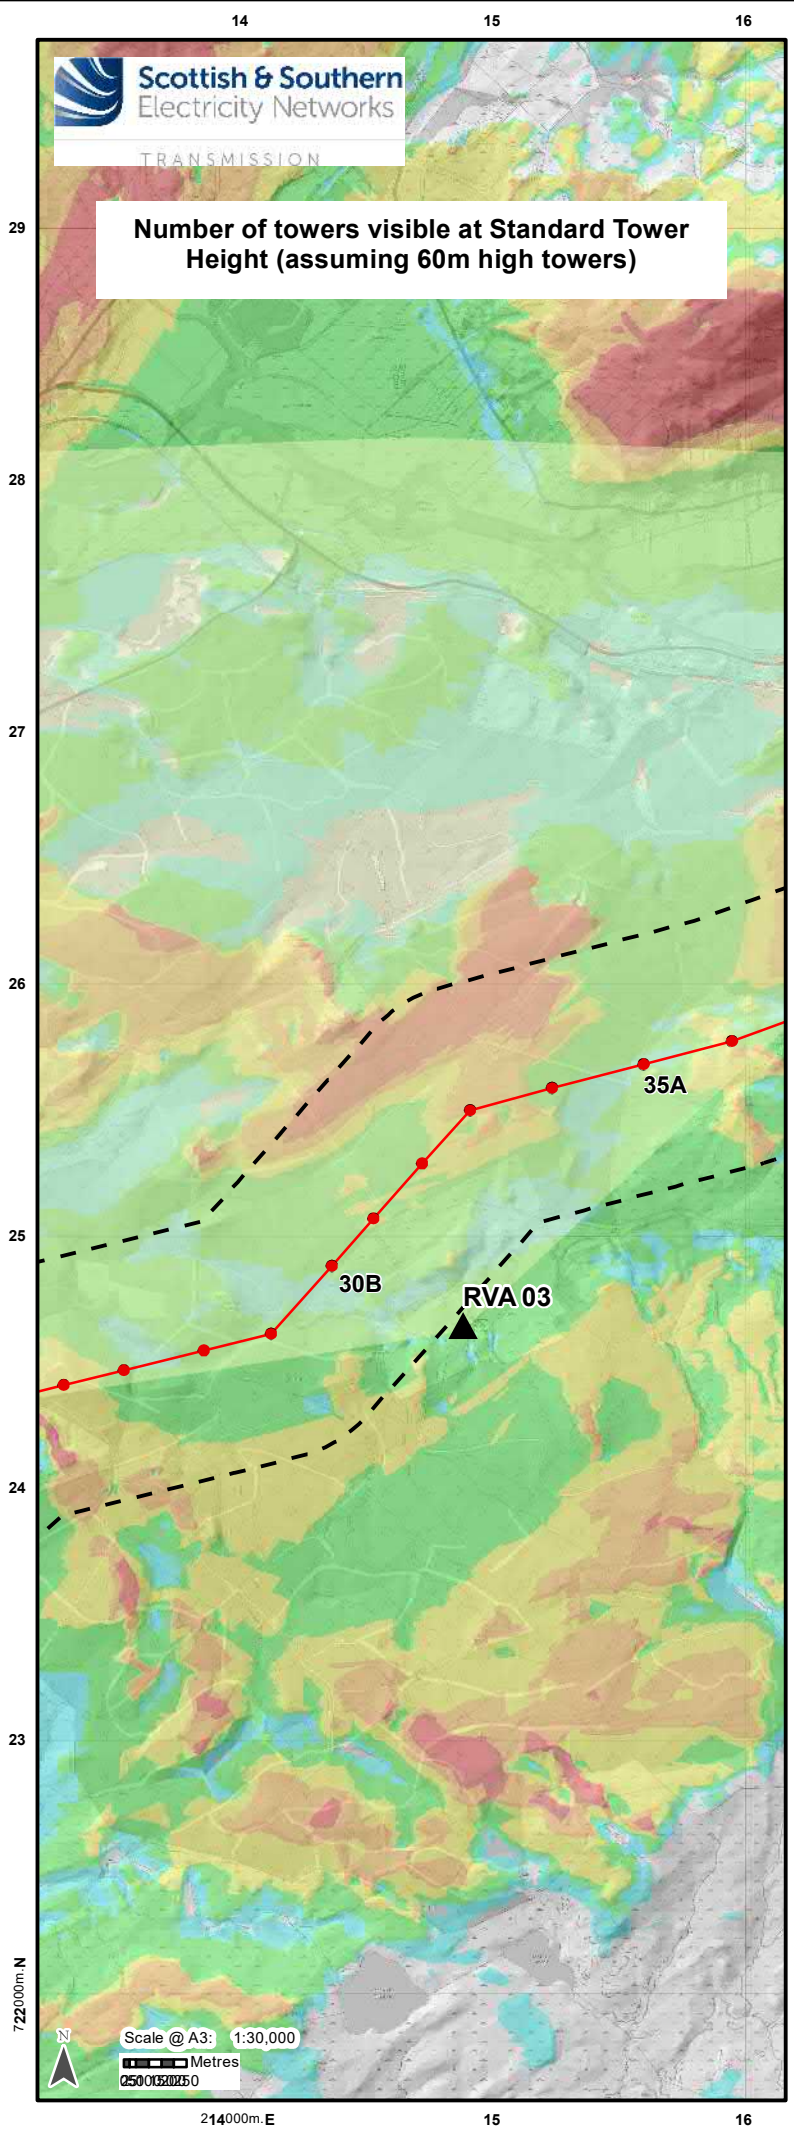 14 15 16
Scottish & Southern
Electricity Networks
TRANSMISSION
29
Number of towers visible at Standard Tower
Height (assuming 60m high towers)
28
27
26
35A
25
30B
RVA 03
24
23
722000m.N
N
Scale @ A3: 1:30,000
Metres
214000m.E 15 16